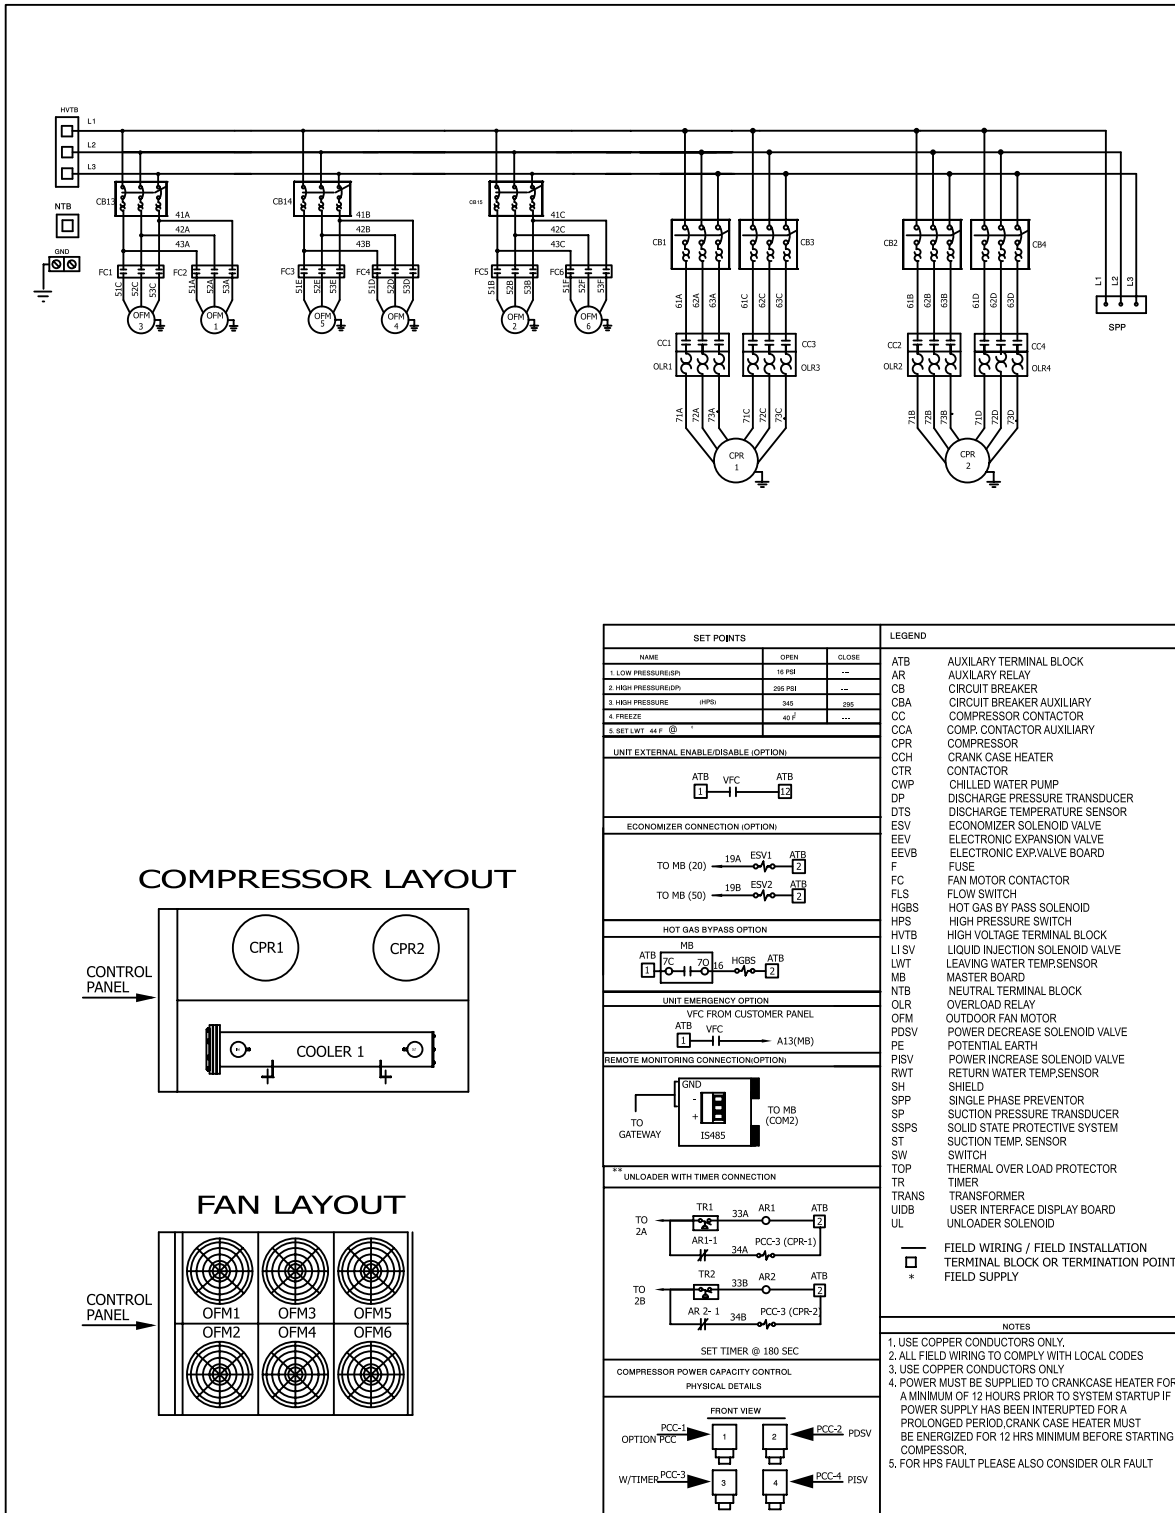 HVTB
L1
L2
L3
NTB
GND
CB13
CB14
CB15
41A
42A
43A
41B
42B
43B
41C
42C
43C
FC1
FC2
FC3
FC4
FC5
FC6
51C
52C
53C
51A
52A
53A
51E
52E
53E
51D
52D
53D
51B
52B
53B
51F
52F
53F
OFM
3
OFM
1
OFM
5
OFM
4
OFM
2
OFM
6
CB1
CB3
CB2
CB4
61A
62A
63A
61C
62C
63C
61B
62B
63B
61D
62D
63D
CC1
CC3
CC2
CC4
OLR1
OLR3
OLR2
OLR4
71A
72A
73A
71C
72C
73C
71B
72B
73B
71D
72D
73D
CPR
1
CPR
2
L1
L2
L3
SPP
COMPRESSOR LAYOUT
CPR1
CPR2
CONTROL
PANEL
COOLER 1
FAN LAYOUT
CONTROL
PANEL
OFM1 OFM3 OFM5
OFM2 OFM4 OFM6
SET POINTS
NAME OPEN CLOSE
1. LOW PRESSURE(SP) 16 PSI ---
2. HIGH PRESSURE(DP) 295 PSI ---
3. HIGH PRESSURE (HPS) 345 295
4. FREEZE 40 F ---
5. SET LWT 44 F @
UNIT EXTERNAL ENABLE/DISABLE (OPTION)
ATB VFC ATB
1 12
ECONOMIZER CONNECTION (OPTION)
TO MB (20) 19A ESV1 ATB
2
TO MB (50) 19B ESV2 ATB
2
HOT GAS BYPASS OPTION
MB
ATB 7C 7O 16 HGBS ATB
1 2
UNIT EMERGENCY OPTION
VFC FROM CUSTOMER PANEL
ATB VFC
1 A13(MB)
REMOTE MONITORING CONNECTION(OPTION)
GND
-
+
TO
GATEWAY
IS485
TO MB
(COM2)
** UNLOADER WITH TIMER CONNECTION
TO
2A
TR1 33A AR1 ATB
2
AR1-1 34A PCC-3 (CPR-1)
TO
2B
TR2 33B AR2 ATB
2
AR 2- 1 34B PCC-3 (CPR-2)
SET TIMER @ 180 SEC
COMPRESSOR POWER CAPACITY CONTROL
PHYSICAL DETAILS
FRONT VIEW
PCC-1
OPTION PCC
1
2
PCC-2 PDSV
W/TIMER PCC-3
3
4
PCC-4 PISV
LEGEND
ATB AUXILARY TERMINAL BLOCK
AR AUXILARY RELAY
CB CIRCUIT BREAKER
CBA CIRCUIT BREAKER AUXILIARY
CC COMPRESSOR CONTACTOR
CCA COMP. CONTACTOR AUXILIARY
CPR COMPRESSOR
CCH CRANK CASE HEATER
CTR CONTACTOR
CWP CHILLED WATER PUMP
DP DISCHARGE PRESSURE TRANSDUCER
DTS DISCHARGE TEMPERATURE SENSOR
ESV ECONOMIZER SOLENOID VALVE
EEV ELECTRONIC EXPANSION VALVE
EEVB ELECTRONIC EXP.VALVE BOARD
F FUSE
FC FAN MOTOR CONTACTOR
FLS FLOW SWITCH
HGBS HOT GAS BY PASS SOLENOID
HPS HIGH PRESSURE SWITCH
HVTB HIGH VOLTAGE TERMINAL BLOCK
LI SV LIQUID INJECTION SOLENOID VALVE
LWT LEAVING WATER TEMP.SENSOR
MB MASTER BOARD
NTB NEUTRAL TERMINAL BLOCK
OLR OVERLOAD RELAY
OFM OUTDOOR FAN MOTOR
PDSV POWER DECREASE SOLENOID VALVE
PE POTENTIAL EARTH
PISV POWER INCREASE SOLENOID VALVE
RWT RETURN WATER TEMP,SENSOR
SH SHIELD
SPP SINGLE PHASE PREVENTOR
SP SUCTION PRESSURE TRANSDUCER
SSPS SOLID STATE PROTECTIVE SYSTEM
ST SUCTION TEMP. SENSOR
SW SWITCH
TOP THERMAL OVER LOAD PROTECTOR
TR TIMER
TRANS TRANSFORMER
UIDB USER INTERFACE DISPLAY BOARD
UL UNLOADER SOLENOID
FIELD WIRING / FIELD INSTALLATION
TERMINAL BLOCK OR TERMINATION POINT
* FIELD SUPPLY
NOTES
1. USE COPPER CONDUCTORS ONLY,
2. ALL FIELD WIRING TO COMPLY WITH LOCAL CODES
3. USE COPPER CONDUCTORS ONLY
4. POWER MUST BE SUPPLIED TO CRANKCASE HEATER FOR
A MINIMUM OF 12 HOURS PRIOR TO SYSTEM STARTUP IF
POWER SUPPLY HAS BEEN INTERUPTED FOR A
PROLONGED PERIOD,CRANK CASE HEATER MUST
BE ENERGIZED FOR 12 HRS MINIMUM BEFORE STARTING
COMPESSOR,
5. FOR HPS FAULT PLEASE ALSO CONSIDER OLR FAULT